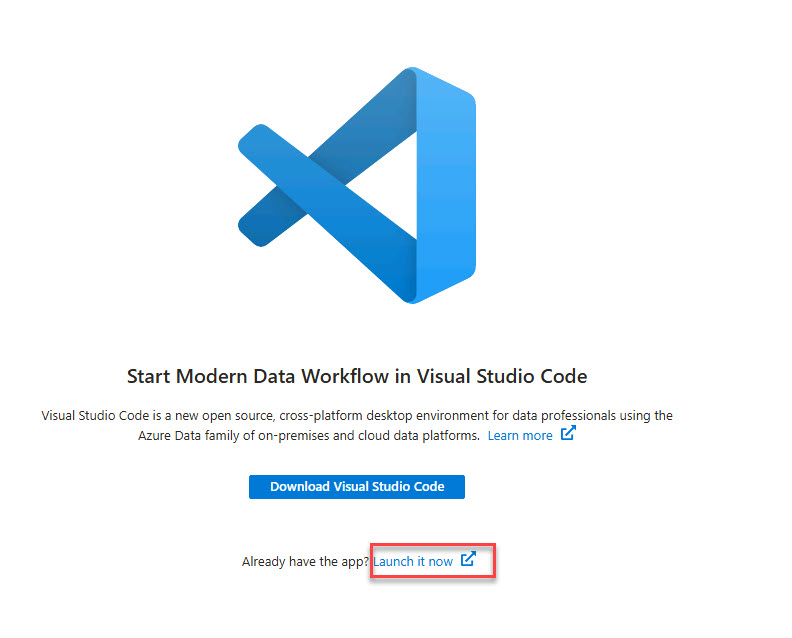 Start Modern Data Workflow in Visual Studio Code
Visual Studio Code is a new open source, cross-platform desktop environment for data professionals using the
Azure Data family of on-premises and cloud data platforms. Learn more
Download Visual Studio Code
Already have the app? Launch it now